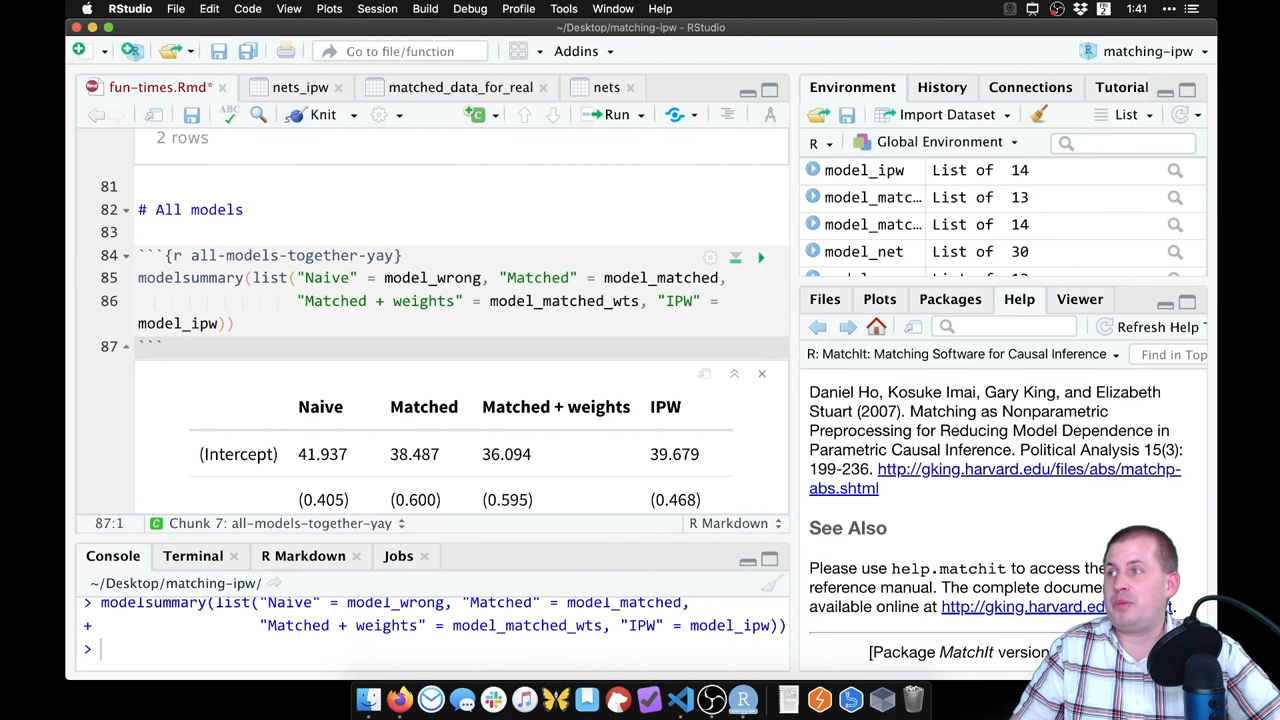 RStudio File Edit Code View Plots Session Build Debug Profile Tools Window Help 2 1:41
~/Desktop/matching-ipw - RStudio
Go to file/function Addins matching-ipw
fun-times.Rmd* nets_ipw matched_data_for_real nets
ABC Knit Run
2 rows
81
82 # All models
83
84 ```{r all-models-together-yay}
85 modelsummary(list("Naive" = model_wrong, "Matched" = model_matched,
86 "Matched + weights" = model_matched_wts, "IPW" =
model_ipw))
87 ```
Naive Matched Matched + weights IPW
(Intercept) 41.937 38.487 36.094 39.679
(0.405) (0.600) (0.595) (0.468)
87:1 Chunk 7: all-models-together-yay R Markdown
Console Terminal R Markdown Jobs
~/Desktop/matching-ipw/
> modelsummary(list("Naive" = model_wrong, "Matched" = model_matched,
+ "Matched + weights" = model_matched_wts, "IPW" = model_ipw))
>
Environment History Connections Tutorial
Import Dataset List
R Global Environment
model_ipw List of 14
model_matc… List of 13
model_matc… List of 14
model_net List of 30
Files Plots Packages Help Viewer
Refresh Help T
R: MatchIt: Matching Software for Causal Inference Find in Top
Daniel Ho, Kosuke Imai, Gary King, and Elizabeth
Stuart (2007). Matching as Nonparametric
Preprocessing for Reducing Model Dependence in
Parametric Causal Inference. Political Analysis 15(3):
199-236. http://gking.harvard.edu/files/abs/matchp-
abs.shtml
See Also
Please use help.matchit to access the
reference manual. The complete docume
available online at http://gking.harvard.ed t.
[Package MatchIt version